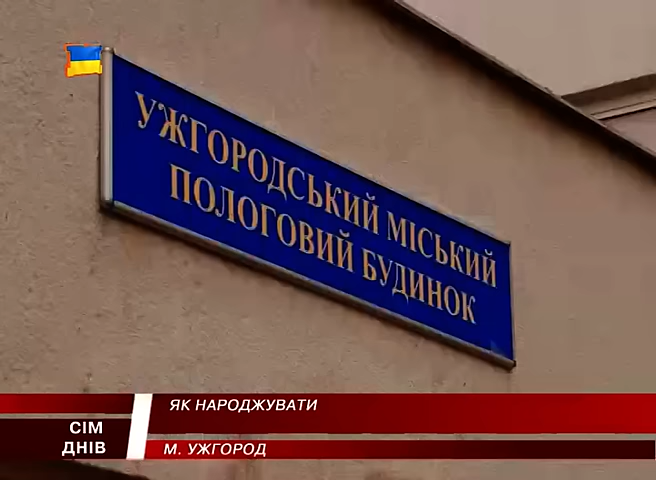 УЖГОРОДСЬКИЙ МІСЬКИЙ
ПОЛОГОВИЙ БУДИНОК
ЯК НАРОДЖУВАТИ
СІМ
ДНІВ
М. УЖГОРОД